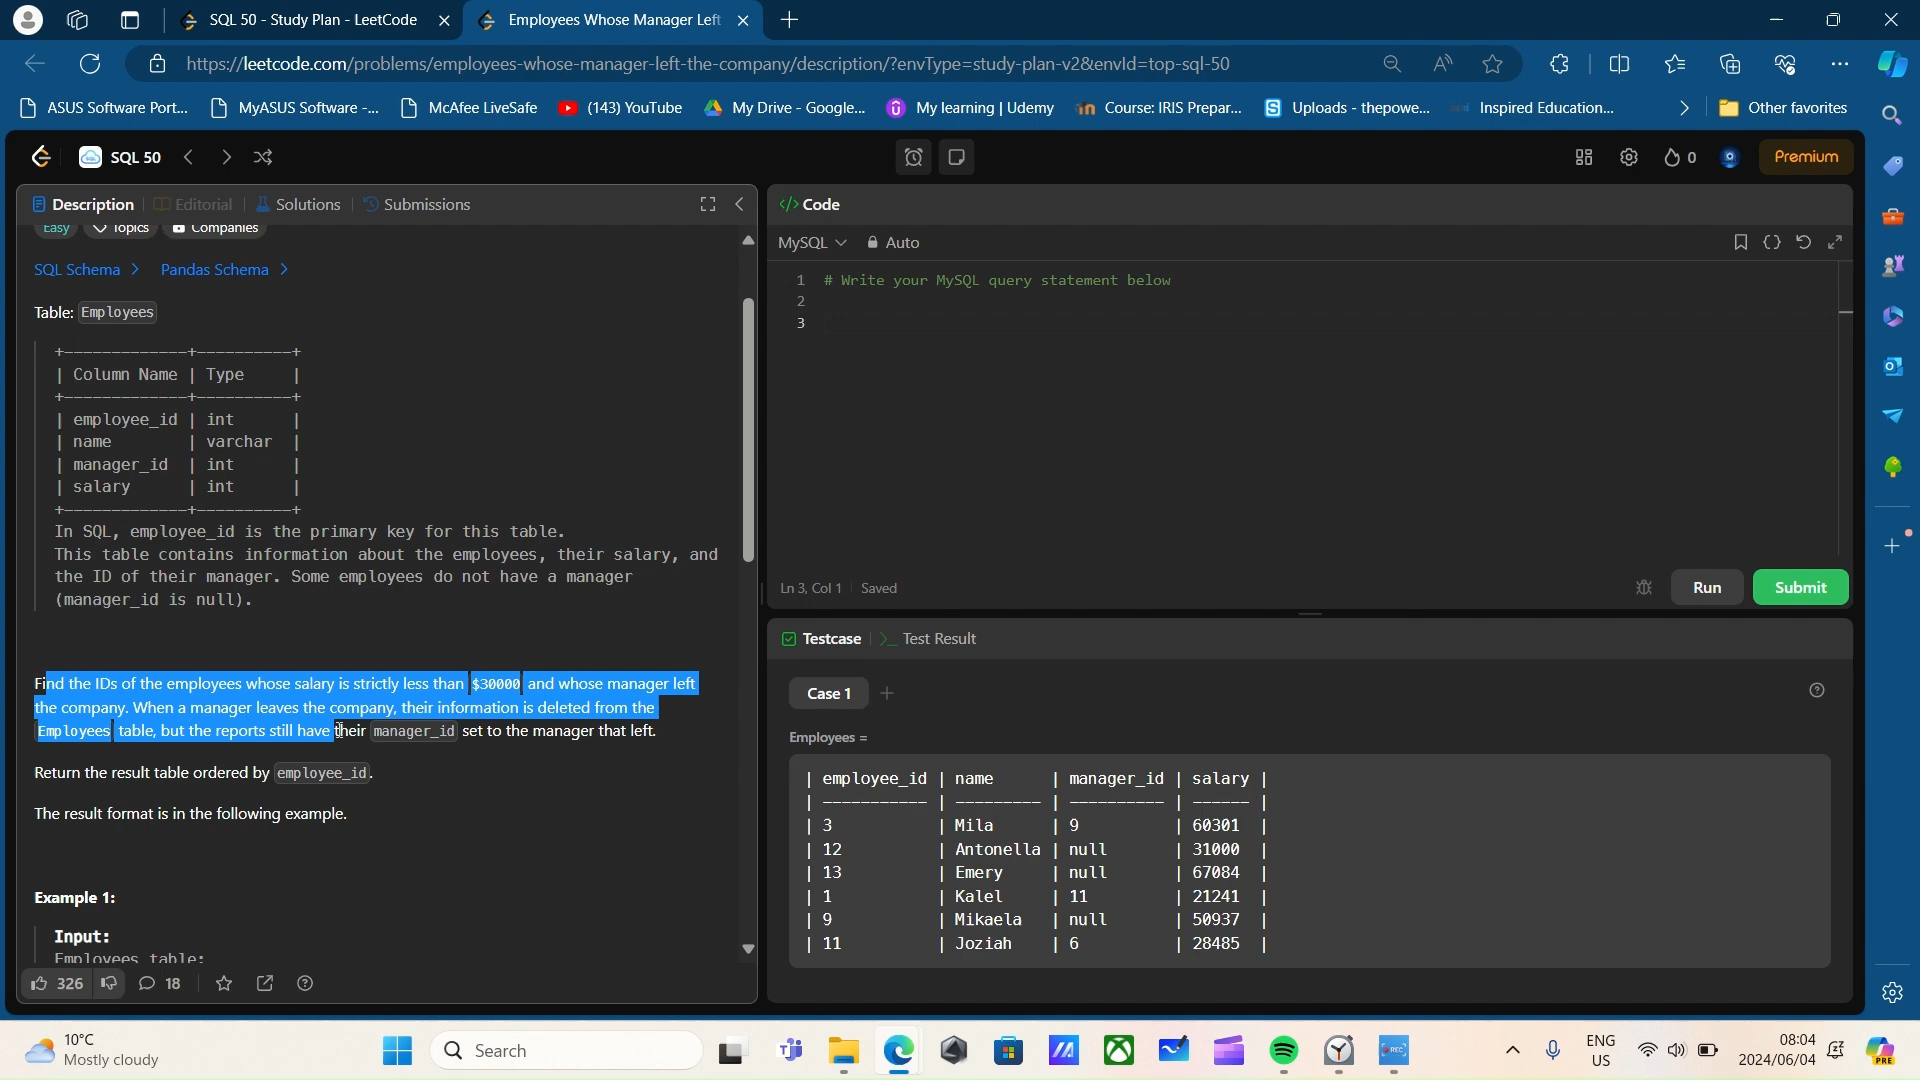 SQL 50 - Study Plan - LeetCode
Employees Whose Manager Left
https://leetcode.com/problems/employees-whose-manager-left-the-company/description/?envType=study-plan-v2&envId=top-sql-50
ASUS Software Port...
MyASUS Software -...
McAfee LiveSafe
(143) YouTube
My Drive - Google...
My learning | Udemy
Course: IRIS Prepar...
Uploads - thepowe...
Inspired Education...
Other favorites
SQL 50
0
Premium
Description
Editorial
Solutions
Submissions
Easy
Topics
Companies
SQL Schema
Pandas Schema
Table: Employees
+-------------+----------+
| Column Name | Type     |
+-------------+----------+
| employee_id | int      |
| name        | varchar  |
| manager_id  | int      |
| salary      | int      |
+-------------+----------+
In SQL, employee_id is the primary key for this table.
This table contains information about the employees, their salary, and
the ID of their manager. Some employees do not have a manager
(manager_id is null).
Find the IDs of the employees whose salary is strictly less than $30000 and whose manager left
the company. When a manager leaves the company, their information is deleted from the
Employees table, but the reports still have their manager_id set to the manager that left.
Return the result table ordered by employee_id.
The result format is in the following example.
Example 1:
Input:
Employees table:
326
18
</> Code
MySQL
Auto
1 # Write your MySQL query statement below
2
3
Ln 3, Col 1
Saved
Run
Submit
Testcase
>_ Test Result
Case 1
Employees =
| employee_id | name      | manager_id | salary |
| ----------- | --------- | ---------- | ------ |
| 3           | Mila      | 9          | 60301  |
| 12          | Antonella | null       | 31000  |
| 13          | Emery     | null       | 67084  |
| 1           | Kalel     | 11         | 21241  |
| 9           | Mikaela   | null       | 50937  |
| 11          | Joziah    | 6          | 28485  |
10°C
Mostly cloudy
Search
REC
ENG
US
08:04
2024/06/04
PRE